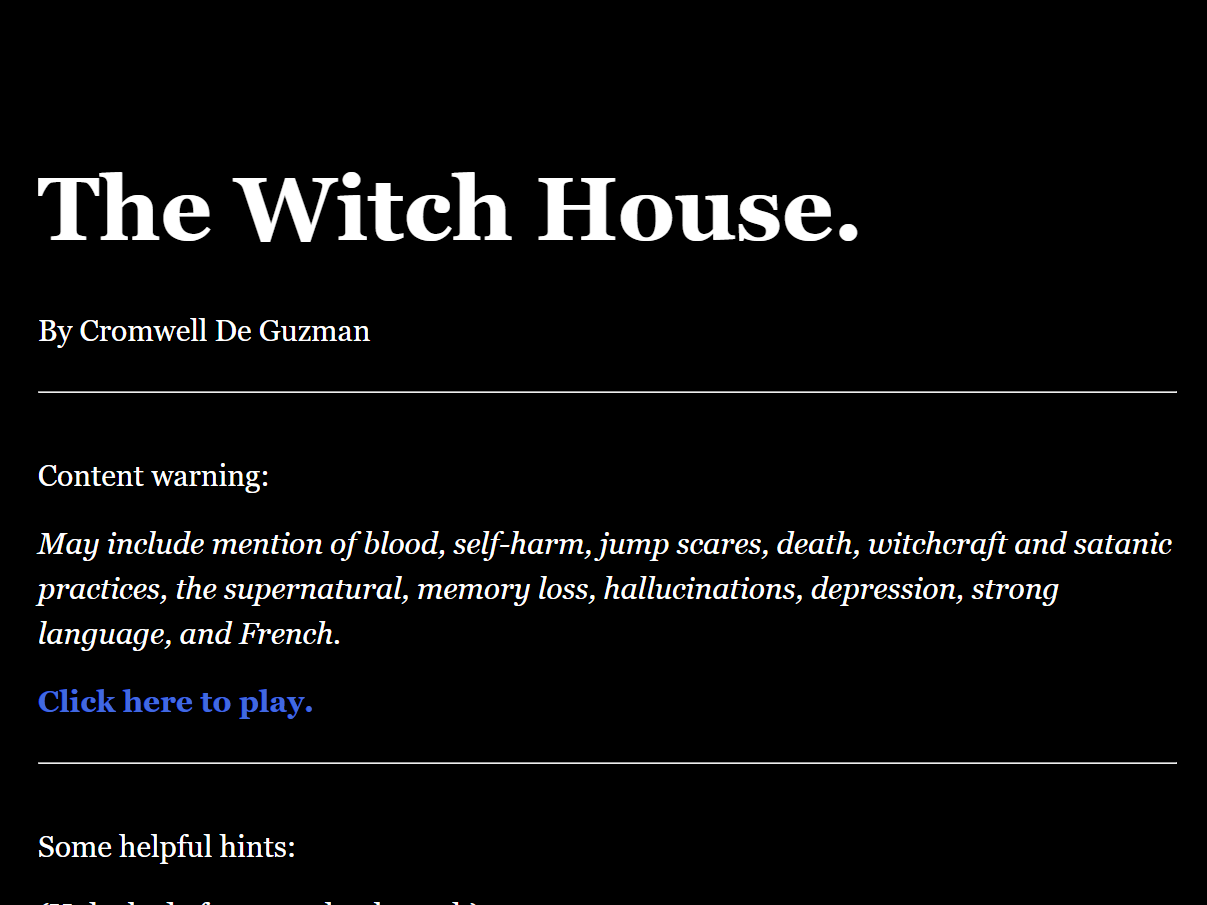 The Witch House.
By Cromwell De Guzman
Content warning:
May include mention of blood, self-harm, jump scares, death, witchcraft and satanic
practices, the supernatural, memory loss, hallucinations, depression, strong
language, and French.
Click here to play.
Some helpful hints: